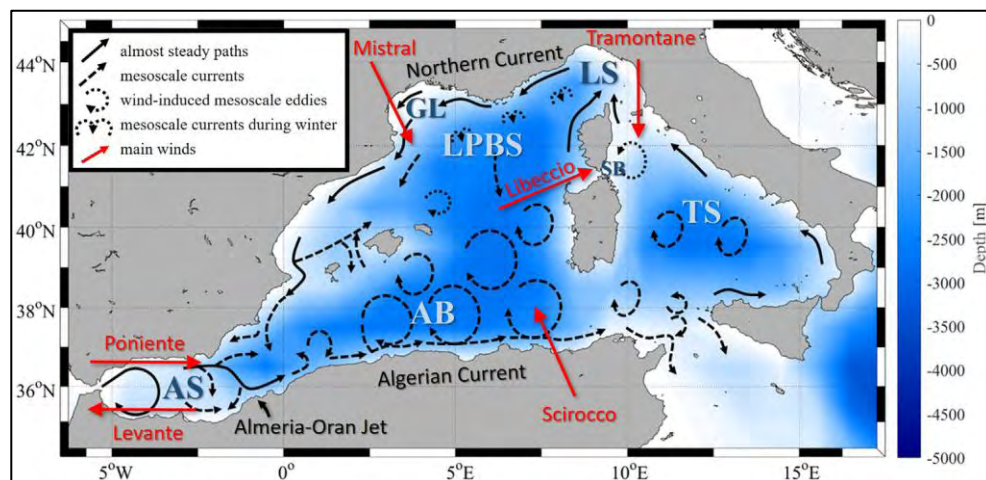 almost steady paths
mesoscale currents
wind-induced mesoscale eddies
mesoscale currents during winter
main winds
Mistral
Northern Current
Tramontane
LS
GL
LPBS
Libeccio
SB
TS
AB
Poniente
AS
Levante
Almeria-Oran Jet
Algerian Current
Scirocco
44°N
42°N
40°N
38°N
36°N
5°W
0°
5°E
10°E
15°E
0
-500
-1000
-1500
-2000
-2500
-3000
-3500
-4000
-4500
-5000
Depth [m]